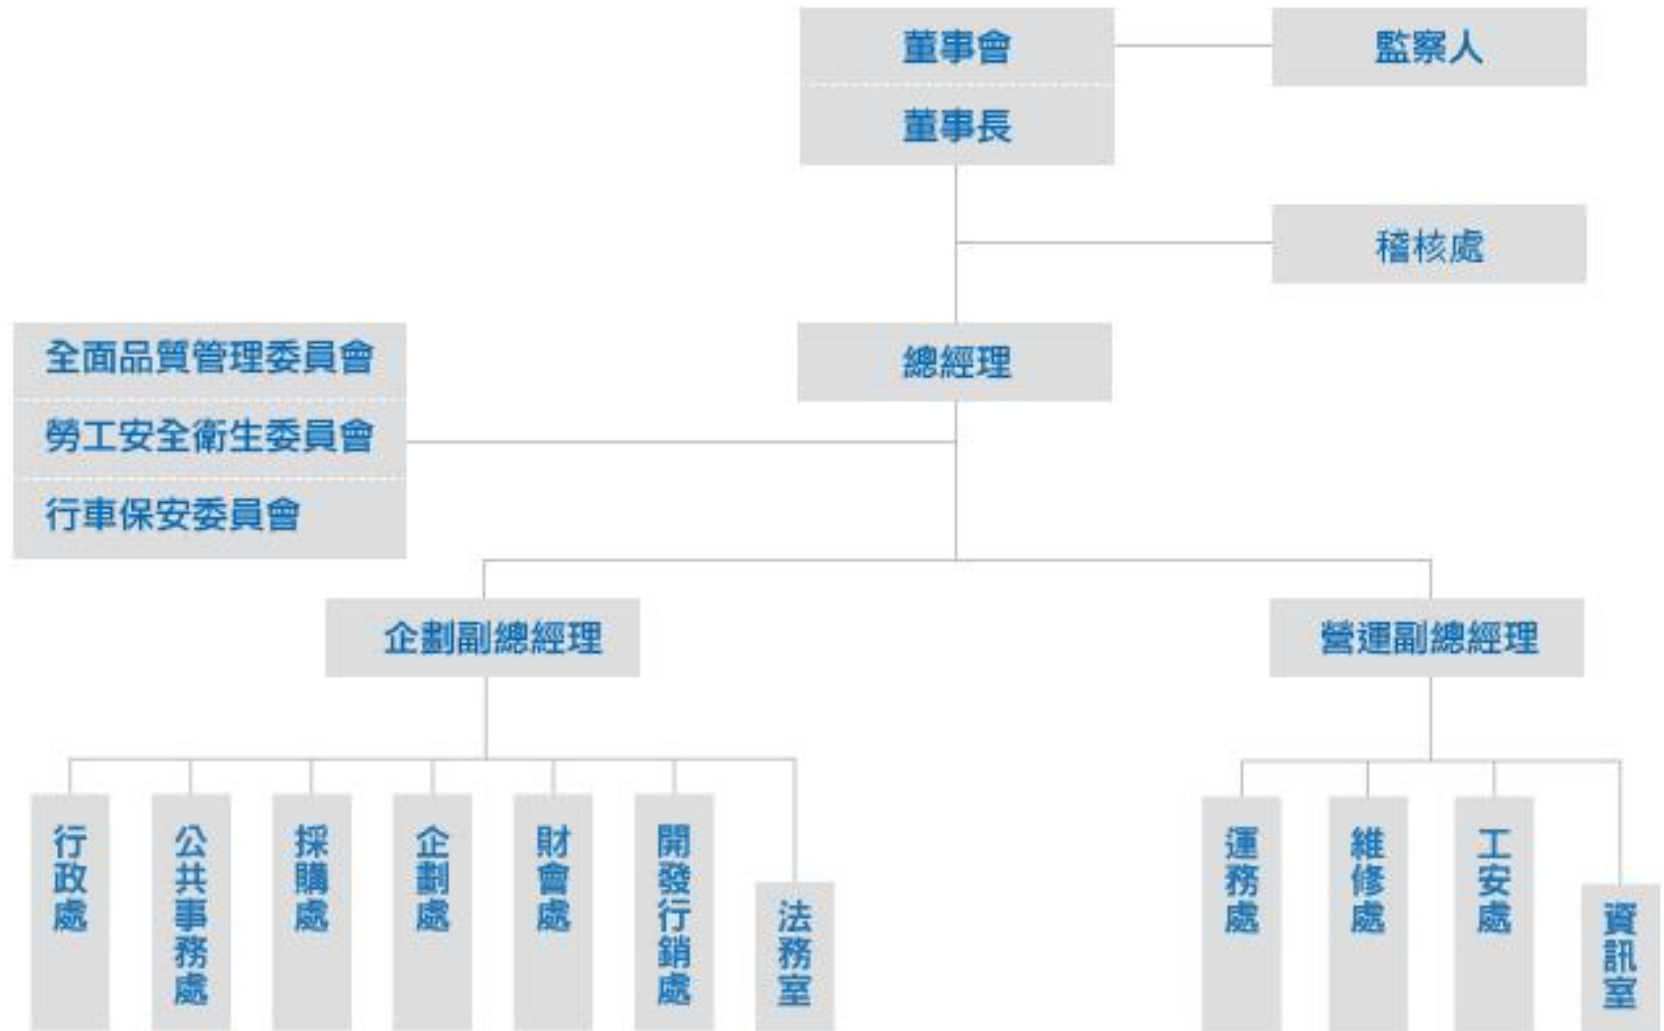 董事會
監察人
董事長
稽核處
總經理
全面品質管理委員會
勞工安全衛生委員會
行車保安委員會
企劃副總經理
營運副總經理
行政處
公共事務處
採購處
企劃處
財會處
開發行銷處
法務室
運務處
維修處
工安處
資訊室